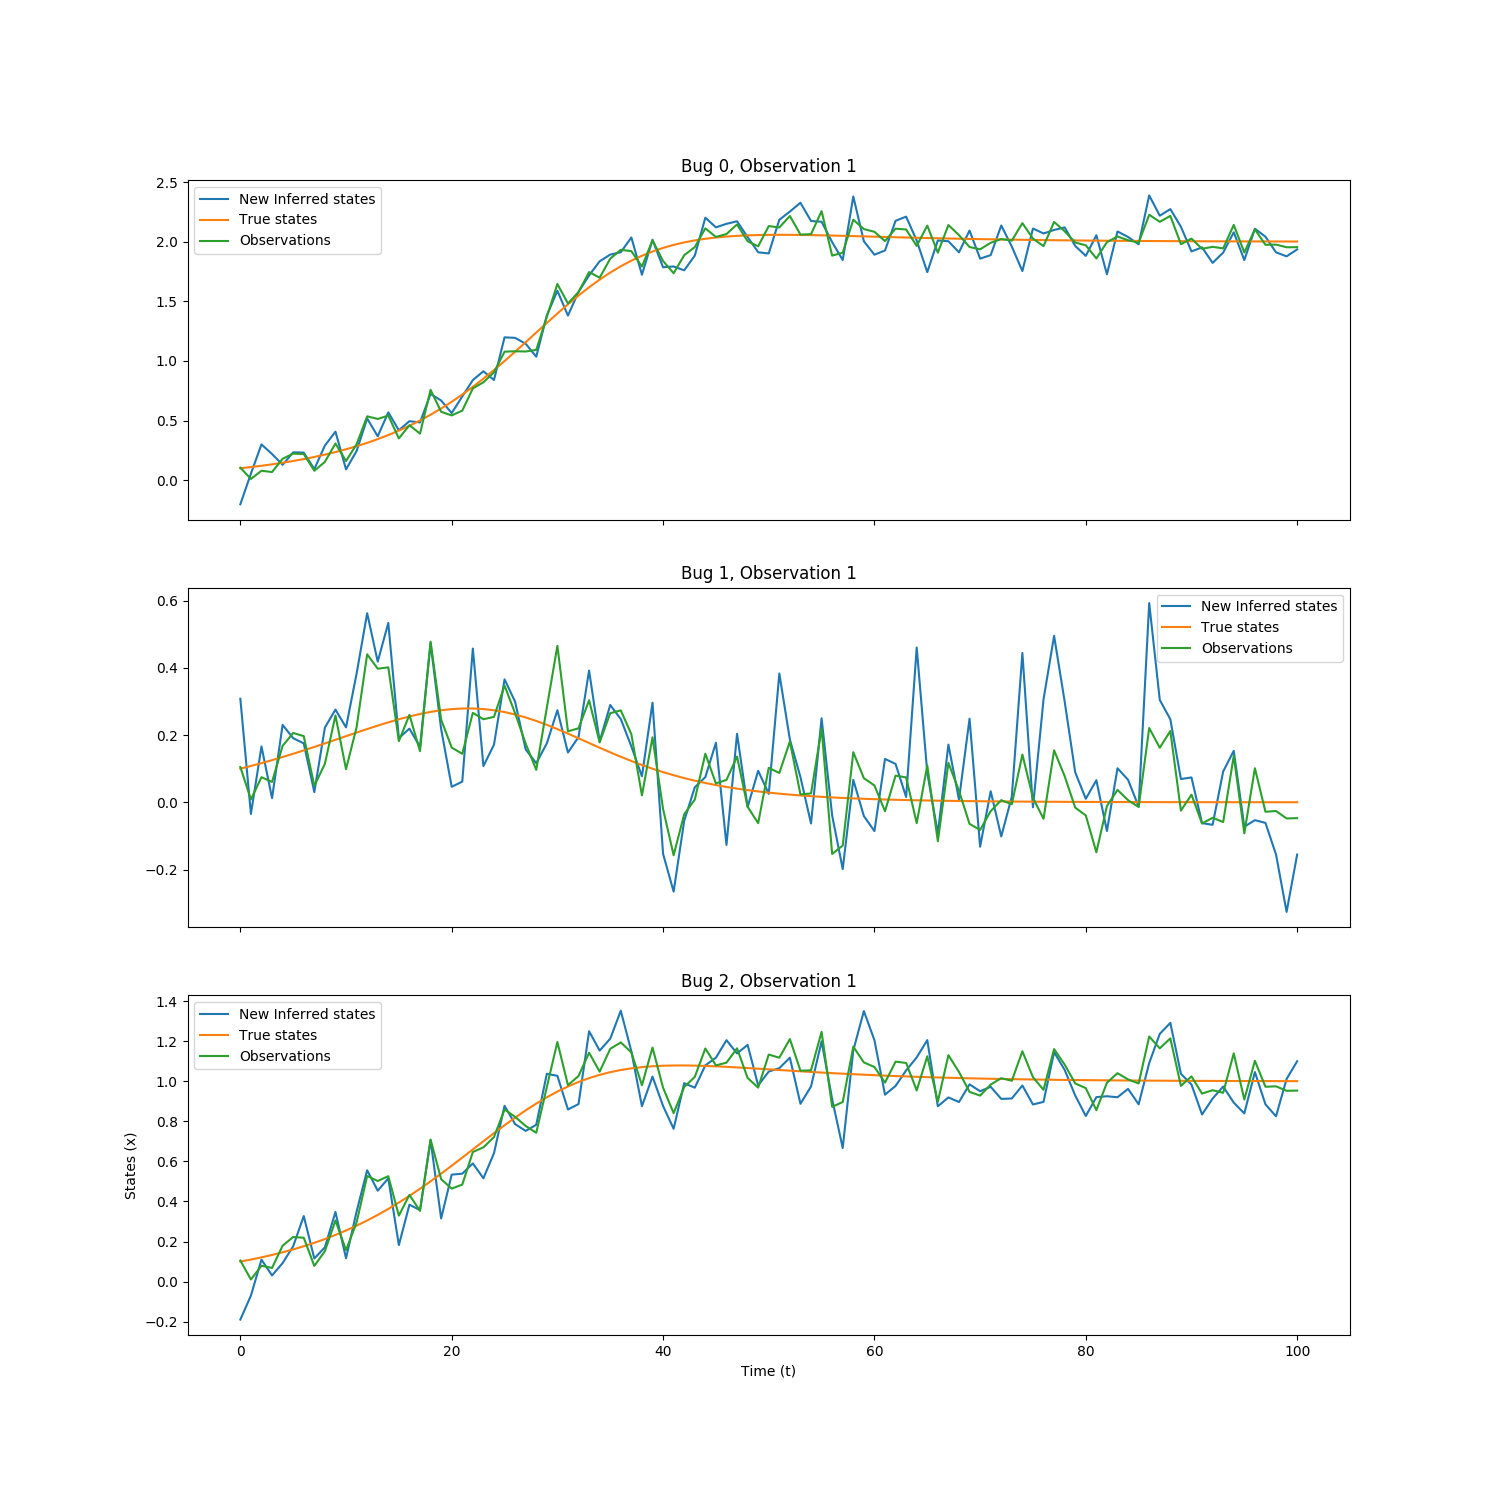 Bug 0, Observation 1
2.5
2.0
1.5
1.0
0.5
0.0
New Inferred states
True states
Observations
Bug 1, Observation 1
0.6
0.4
0.2
0.0
−0.2
New Inferred states
True states
Observations
Bug 2, Observation 1
1.4
1.2
1.0
0.8
0.6
0.4
0.2
0.0
−0.2
New Inferred states
True states
Observations
States (x)
0 20 40 60 80 100
Time (t)